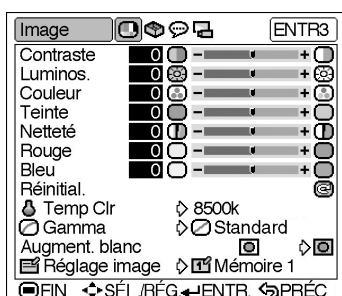 Image ENTR3
Contraste 0 - +
Luminos. 0 - +
Couleur 0 - +
Teinte 0 - +
Netteté 0 - +
Rouge 0 - +
Bleu 0 - +
Réinitial.
Temp Clr 8500k
Gamma Standard
Augment. blanc
Réglage image Mémoire 1
FIN SÉL./RÉG. ENTR. PRÉC